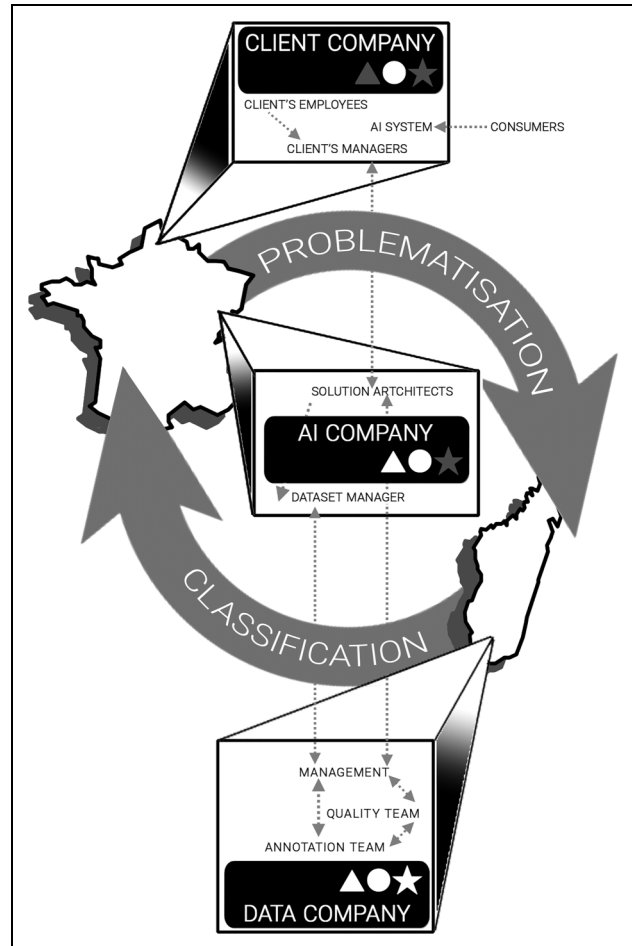 CLIENT COMPANY
CLIENT'S EMPLOYEES
AI SYSTEM
CONSUMERS
CLIENT'S MANAGERS
PROBLEMATISATION
SOLUTION ARTCHITECTS
AI COMPANY
DATASET MANAGER
CLASSIFICATION
MANAGEMENT
QUALITY TEAM
ANNOTATION TEAM
DATA COMPANY